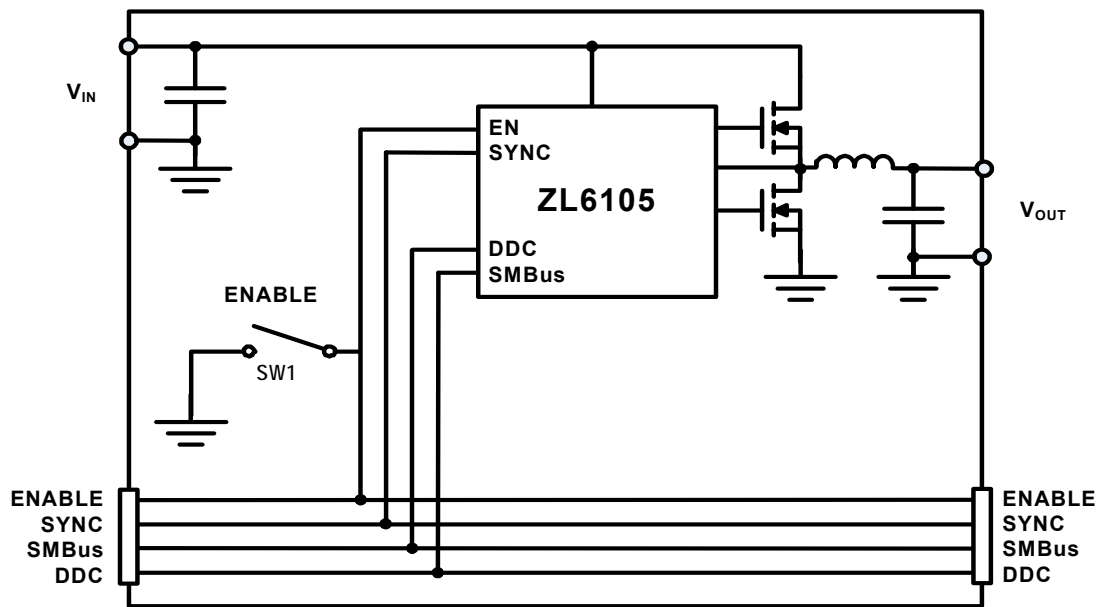 VIN
EN
SYNC
ZL6105
DDC
SMBus
VOUT
ENABLE
SW1
ENABLE
SYNC
SMBus
DDC
ENABLE
SYNC
SMBus
DDC